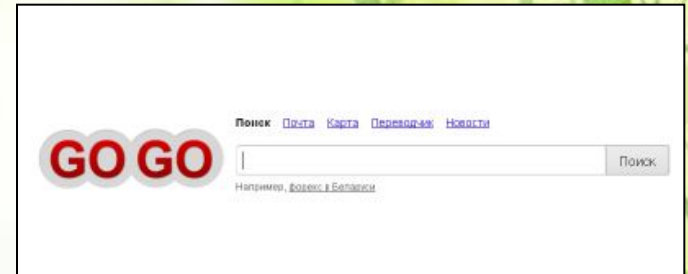 Поиск Почта Карта Переводчик Новости
GO GO
Поиск
Например, форекс в Беларуси